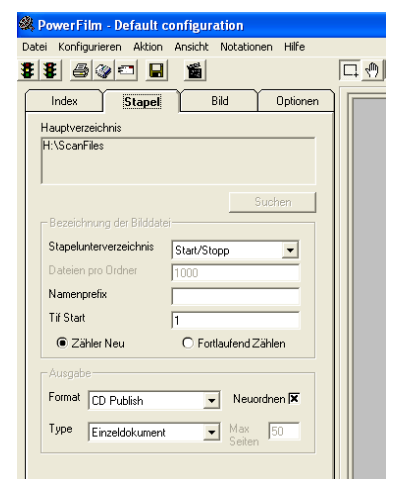 PowerFilm - Default configuration
Datei Konfigurieren Aktion Ansicht Notationen Hilfe
Index Stapel Bild Optionen
Hauptverzeichnis
H:\ScanFiles
Suchen
Bezeichnung der Bilddatei
Stapelunterverzeichnis Start/Stopp
Dateien pro Ordner 1000
Namenprefix
Tif Start 1
Zähler Neu Fortlaufend Zählen
Ausgabe
Format CD Publish Neuordnen
Type Einzeldokument Max Seiten 50